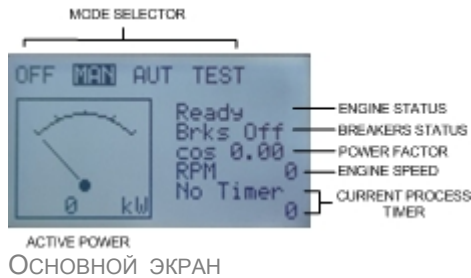 MODE SELECTOR
OFF MAN AUT TEST
Ready
Brks Off
cos 0.00
RPM 0
No Timer
0
0 kW
ENGINE STATUS
BREAKERS STATUS
POWER FACTOR
ENGINE SPEED
CURRENT PROCESS
TIMER
ACTIVE POWER
ОСНОВНОЙ ЭКРАН